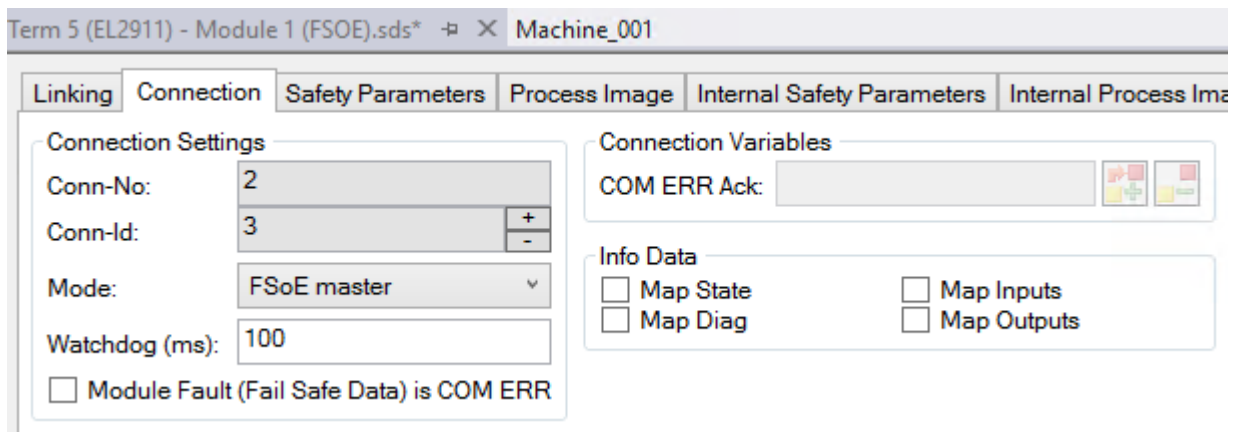 Term 5 (EL2911) - Module 1 (FSOE).sds* Machine_001
Linking Connection Safety Parameters Process Image Internal Safety Parameters Internal Process Ima
Connection Settings
Conn-No: 2
Conn-Id: 3 + -
Mode: FSoE master
Watchdog (ms): 100
Module Fault (Fail Safe Data) is COM ERR
Connection Variables
COM ERR Ack:
Info Data
Map State Map Inputs
Map Diag Map Outputs